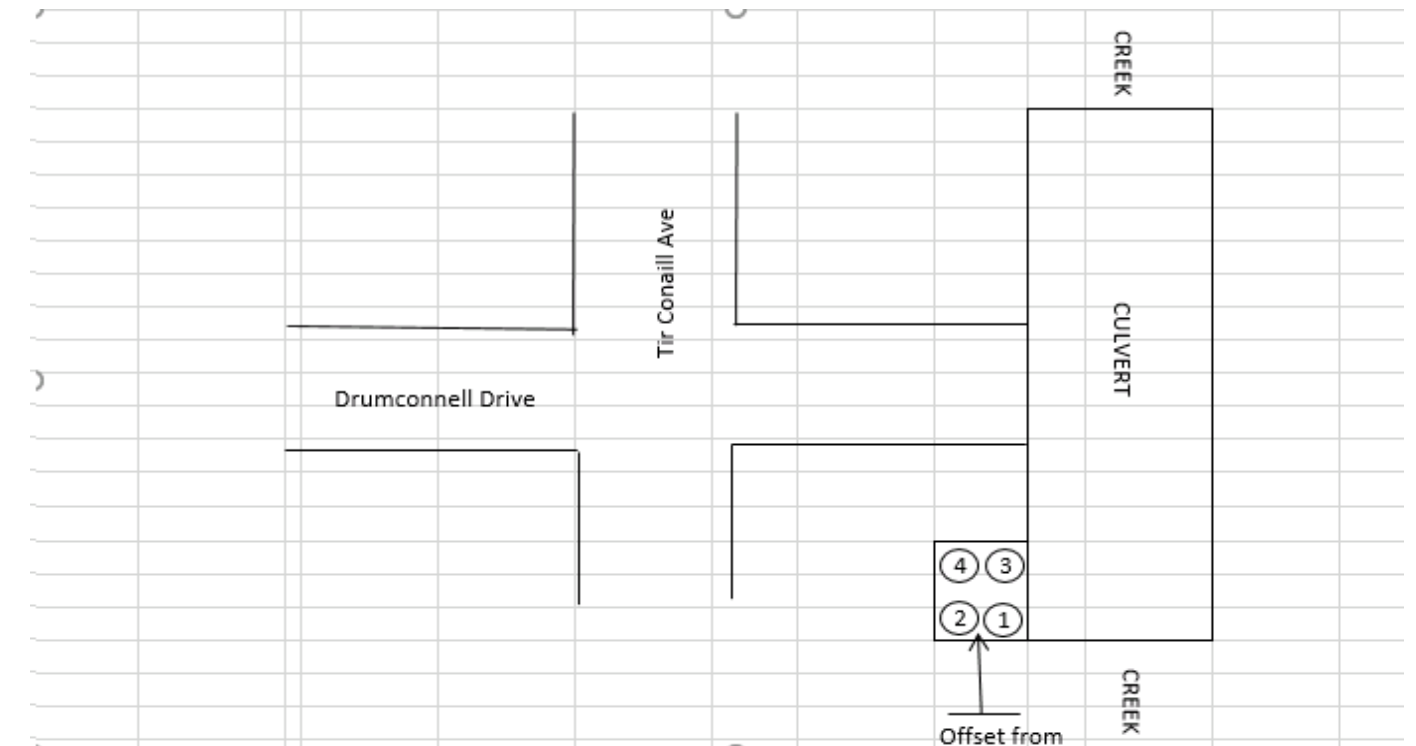 CREEK
Tir Conaill Ave
CULVERT
Drumconnell Drive
4 3
2 1
CREEK
Offset from